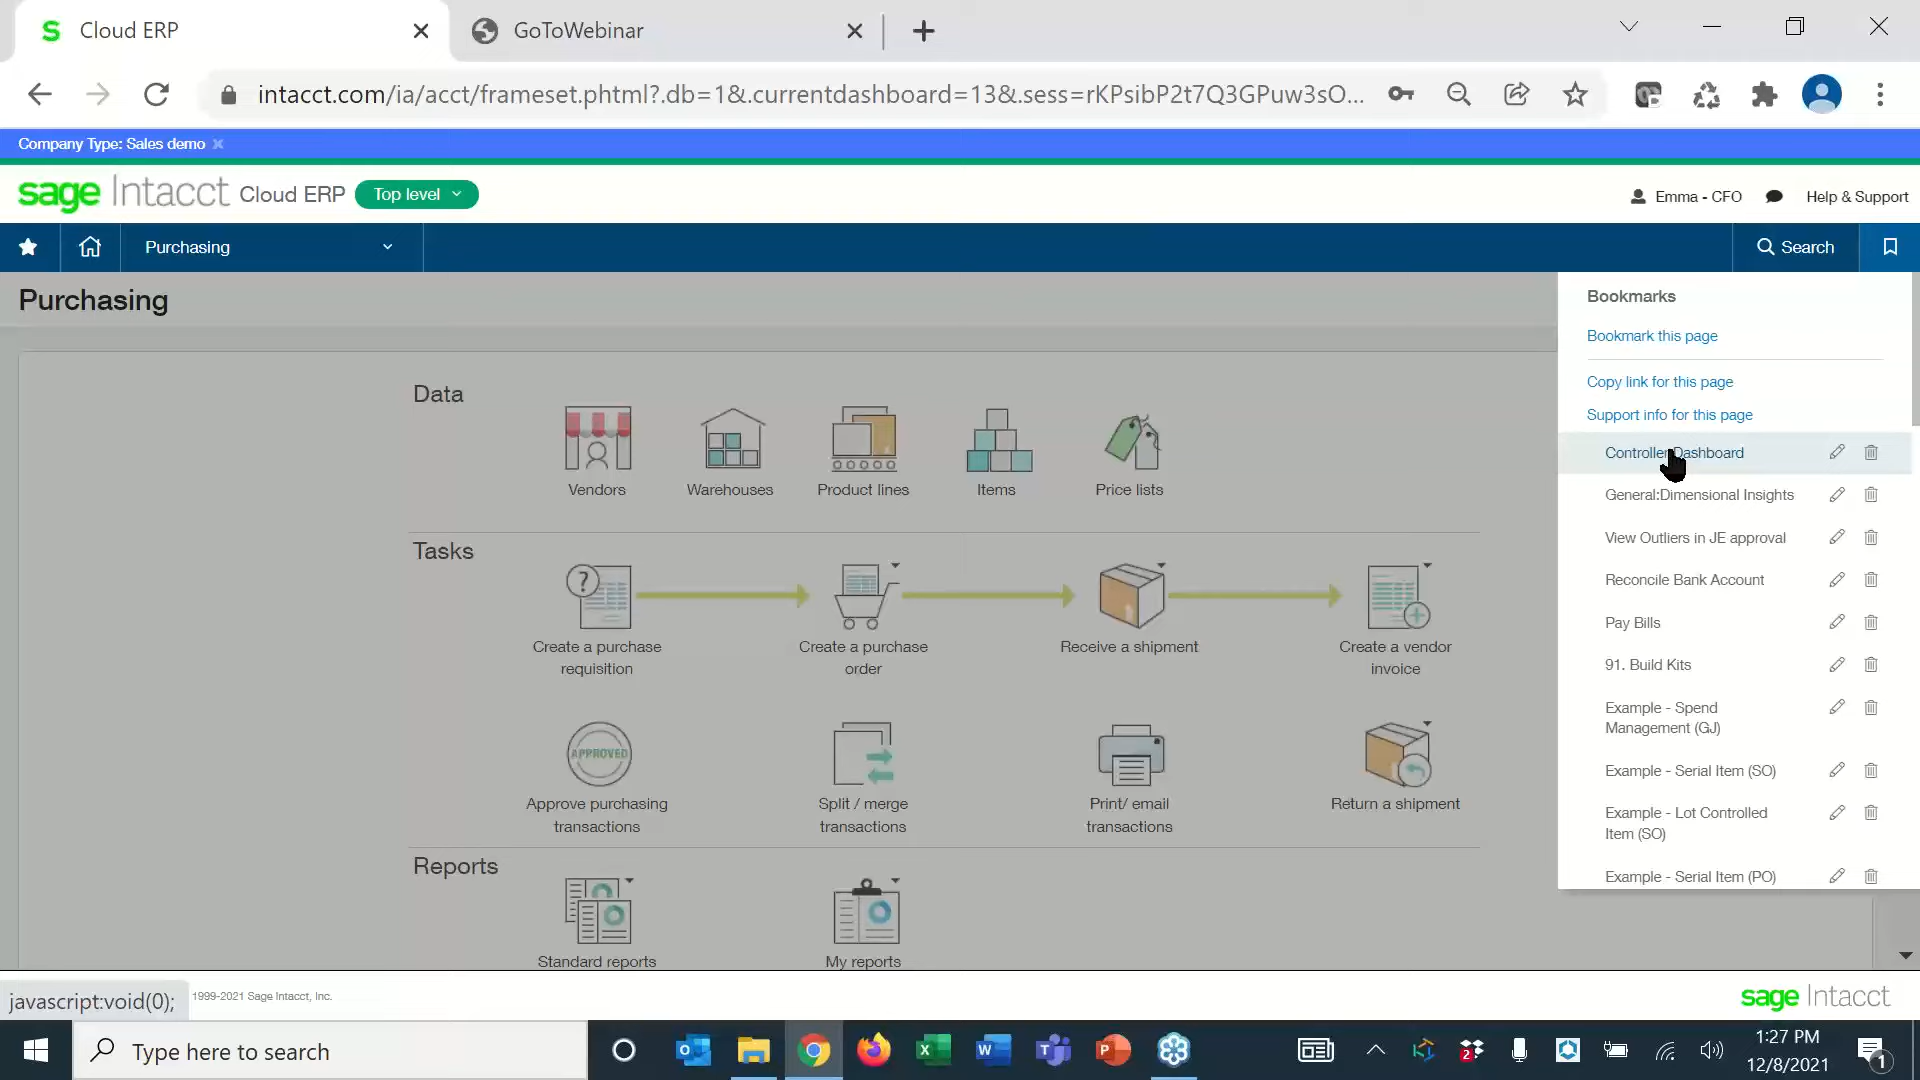 Cloud ERP
GoToWebinar
intacct.com/ia/acct/frameset.phtml?.db=1&.currentdashboard=13&.sess=rKPsibP2t7Q3GPuw3sO...
Company Type: Sales demo
sage Intacct Cloud ERP Top level
Emma - CFO Help & Support
Purchasing
Search
Purchasing
Data
Vendors
Warehouses
Product lines
Items
Price lists
Tasks
Create a purchase
requisition
Create a purchase
order
Receive a shipment
Create a vendor
invoice
APPROVED
Approve purchasing
transactions
Split / merge
transactions
Print/ email
transactions
Return a shipment
Reports
Standard reports
My reports
Bookmarks
Bookmark this page
Copy link for this page
Support info for this page
Controller Dashboard
General:Dimensional Insights
View Outliers in JE approval
Reconcile Bank Account
Pay Bills
91. Build Kits
Example - Spend
Management (GJ)
Example - Serial Item (SO)
Example - Lot Controlled
Item (SO)
Example - Serial Item (PO)
javascript:void(0);
1999-2021 Sage Intacct, Inc.
sage Intacct
Type here to search
2
1:27 PM
12/8/2021
1